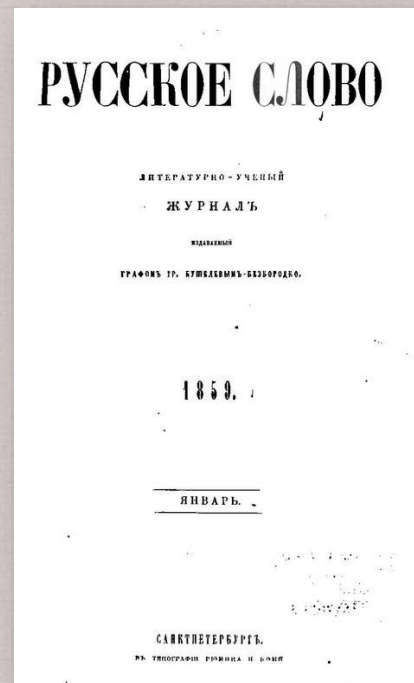 РУССКОЕ СЛОВО
ЛИТЕРАТУРНО-УЧЕНЫЙ
ЖУРНАЛЪ
ИЗДАВАЕМЫЙ
ГРАФОМЪ ГР. КУШЕЛЕВЫМЪ-БЕЗБОРОДКО.
1859.
ЯНВАРЬ.
САНКТПЕТЕРБУРГЪ.
ВЪ ТИПОГРАФІИ РЮМИНА И КОМП